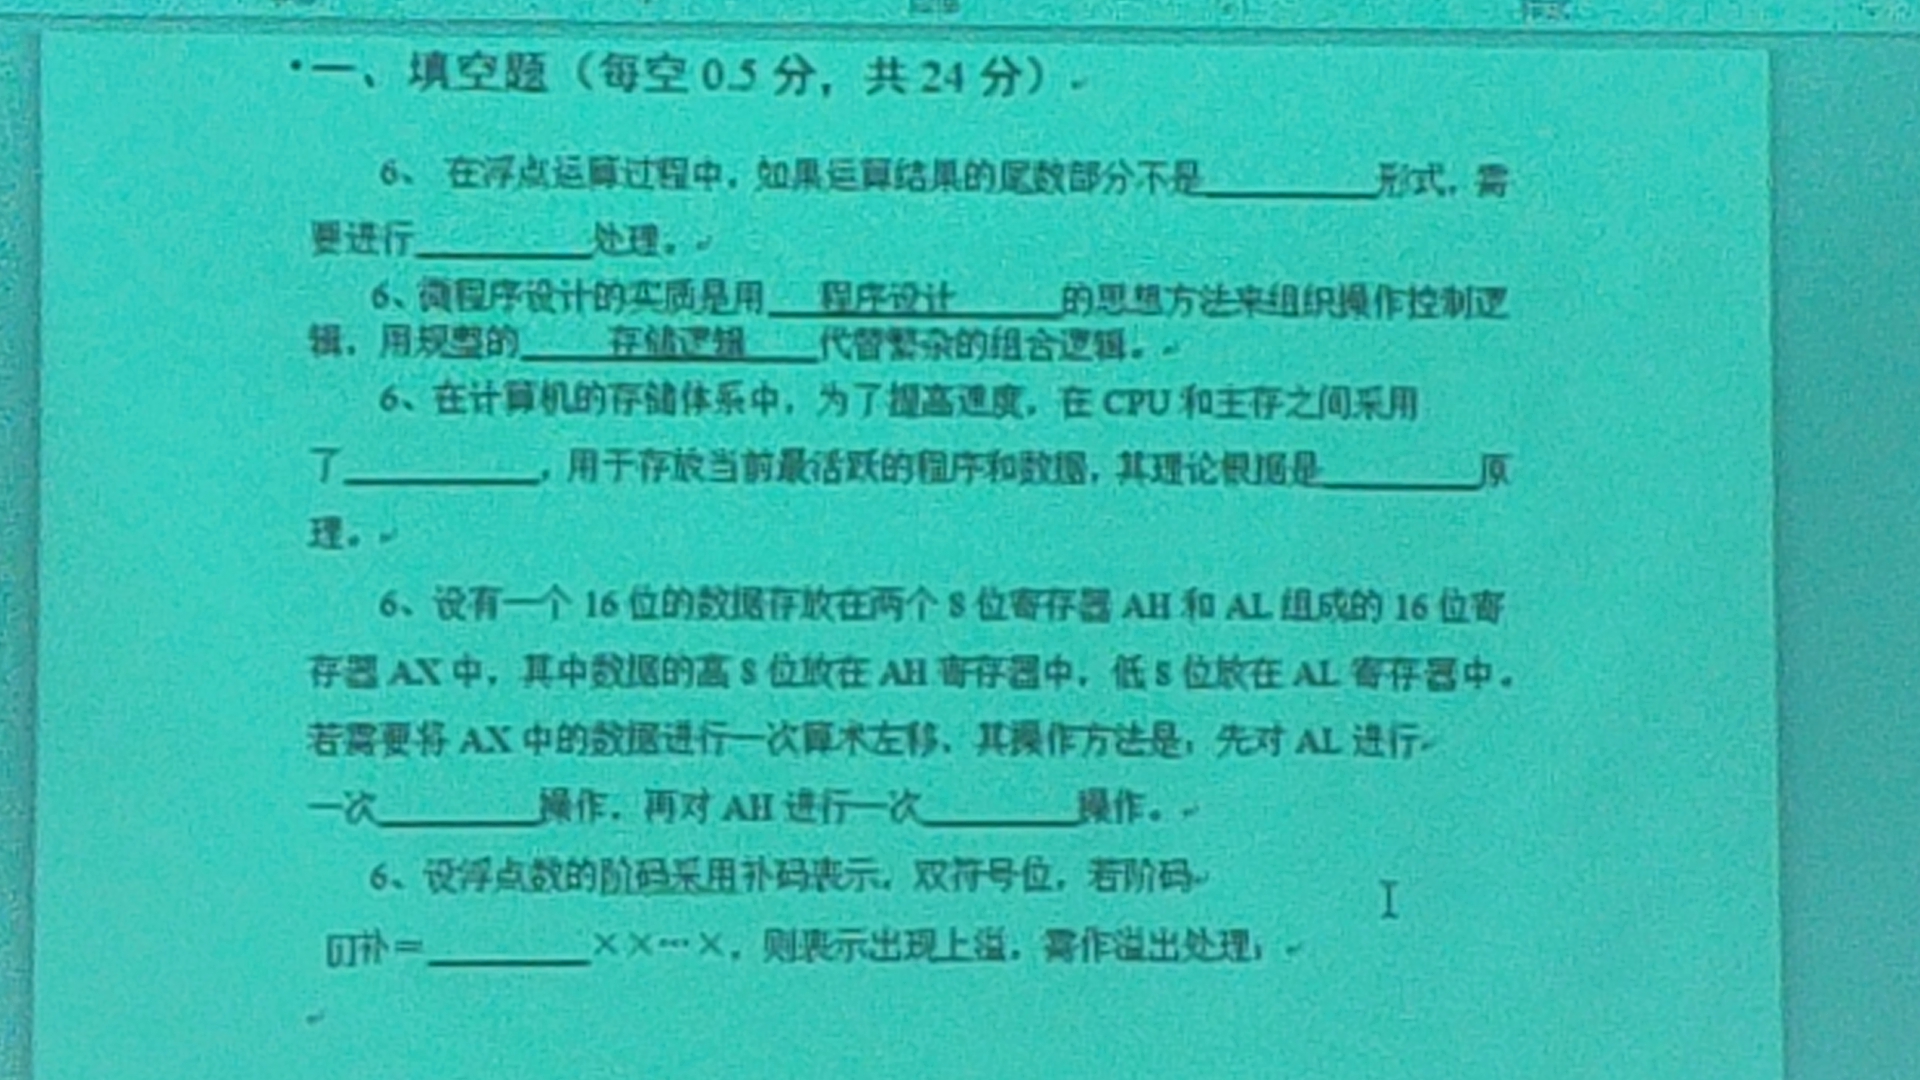 ·一、填空题（每空 0.5 分，共 24 分）
6、 在浮点运算过程中，如果运算结果的尾数部分不是__________形式，需
要进行__________处理。
6、微程序设计的实质是用___程序设计______的思想方法来组织操作控制逻
辑，用规整的_____存储逻辑____代替繁杂的组合逻辑。
6、在计算机的存储体系中，为了提高速度，在 CPU 和主存之间采用
了___________，用于存放当前最活跃的程序和数据，其理论根据是_________原
理。
6、设有一个 16 位的数据存放在两个 8 位寄存器 AH 和 AL 组成的 16 位寄
存器 AX 中，其中数据的高 8 位放在 AH 寄存器中，低 8 位放在 AL 寄存器中。
若需要将 AX 中的数据进行一次算术左移，其操作方法是：先对 AL 进行
一次_________操作，再对 AH 进行一次_________操作。
6、设浮点数的阶码采用补码表示，双符号位，若阶码
[]补＝_________××…×，则表示出现上溢，需作溢出处理；